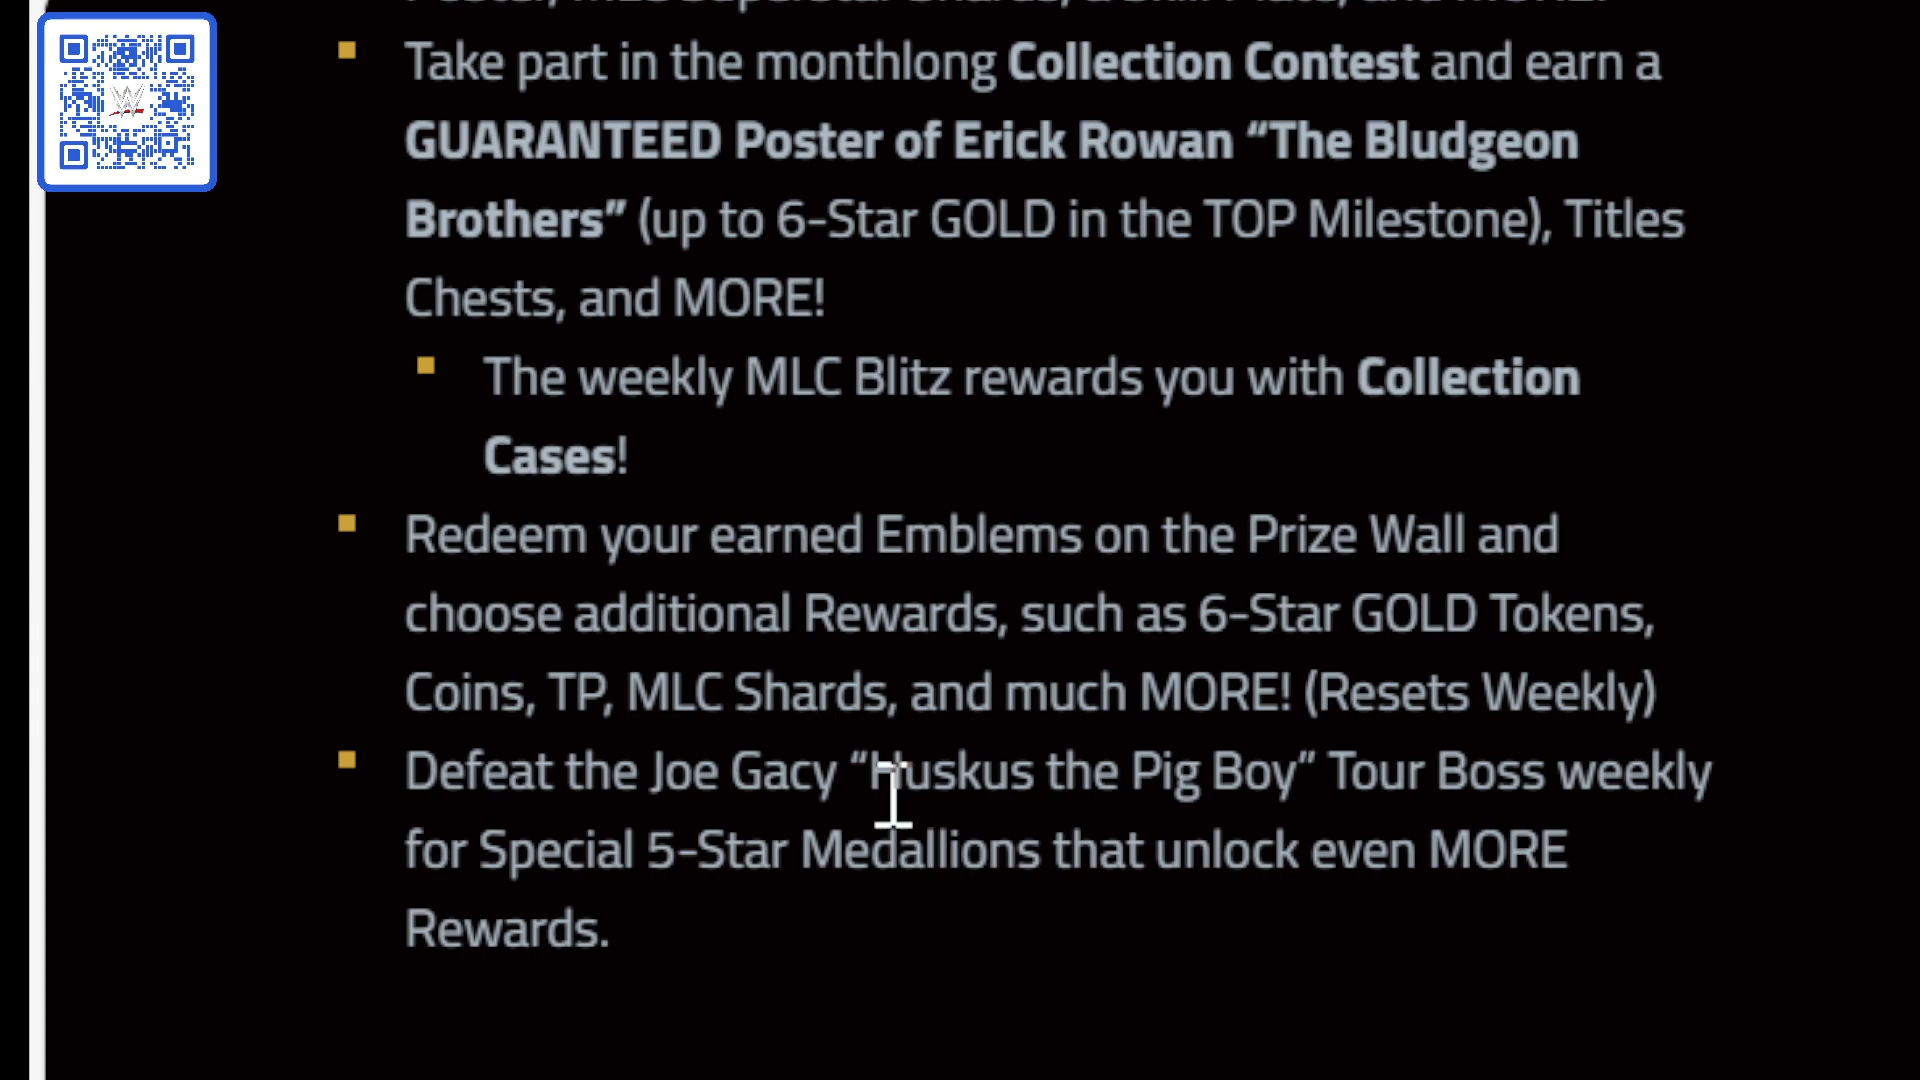 Take part in the monthlong Collection Contest and earn a
GUARANTEED Poster of Erick Rowan “The Bludgeon
Brothers” (up to 6-Star GOLD in the TOP Milestone), Titles
Chests, and MORE!
The weekly MLC Blitz rewards you with Collection
Cases!
Redeem your earned Emblems on the Prize Wall and
choose additional Rewards, such as 6-Star GOLD Tokens,
Coins, TP, MLC Shards, and much MORE! (Resets Weekly)
Defeat the Joe Gacy “Huskus the Pig Boy” Tour Boss weekly
for Special 5-Star Medallions that unlock even MORE
Rewards.